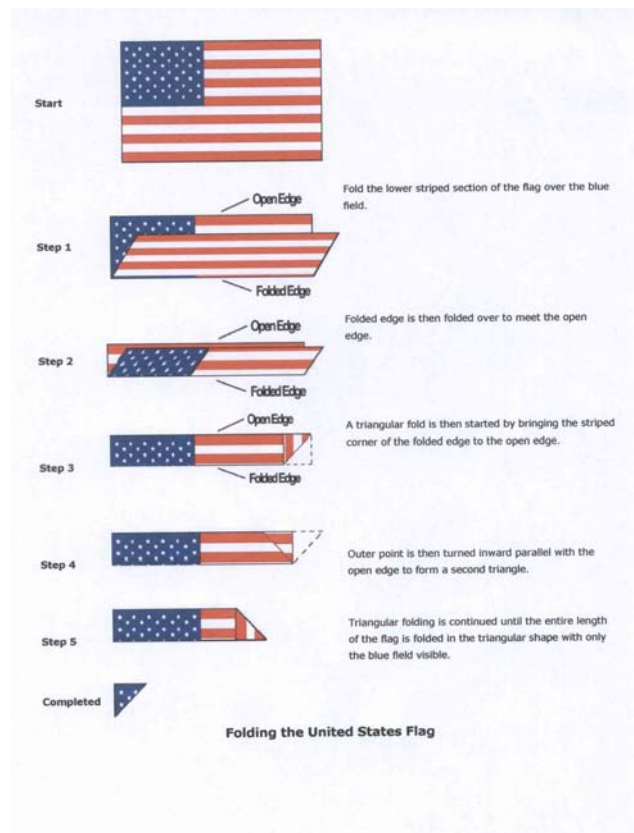 Start
Fold the lower striped section of the flag over the blue
field.
Open Edge
Step 1
Folded Edge
Folded edge is then folded over to meet the open
edge.
Open Edge
Step 2
Folded Edge
A triangular fold is then started by bringing the striped
corner of the folded edge to the open edge.
Open Edge
Step 3
Folded Edge
Outer point is then turned inward parallel with the
open edge to form a second triangle.
Step 4
Triangular folding is continued until the entire length
of the flag is folded in the triangular shape with only
the blue field visible.
Step 5
Completed
Folding the United States Flag